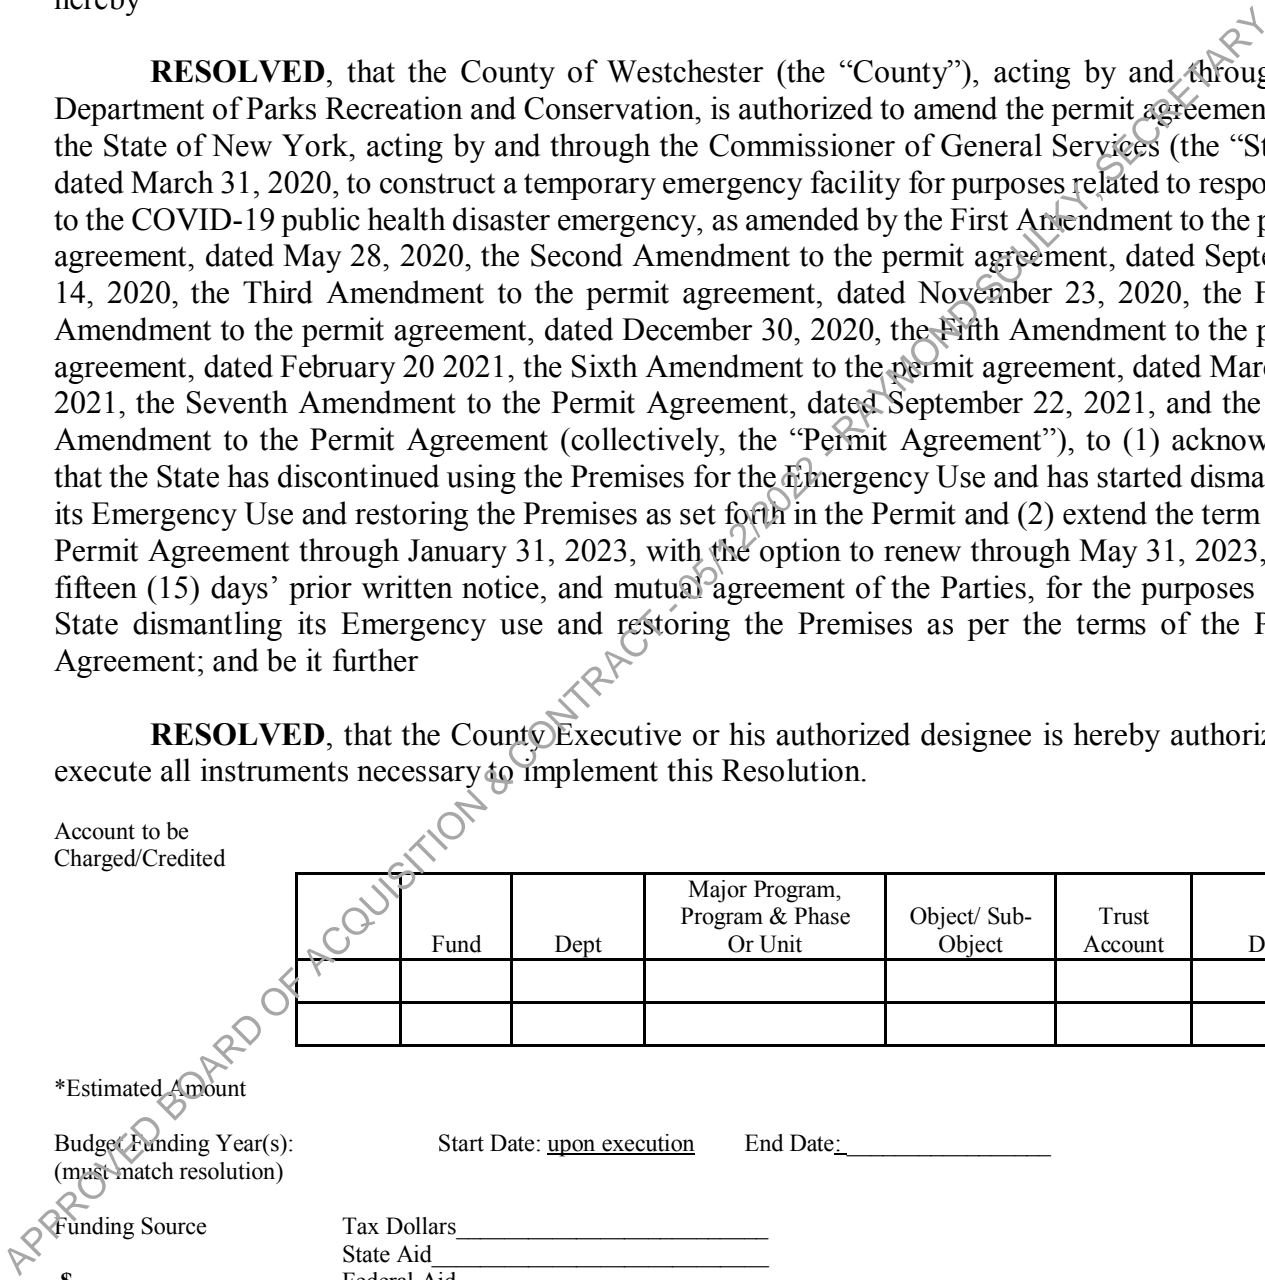 hereby
RESOLVED, that the County of Westchester (the “County”), acting by and
Department of Parks Recreation and Conservation, is authorized to amend the permit
the State of New York, acting by and through the Commissioner of General Services (the
dated March 31, 2020, to construct a temporary emergency facility for purposes related to
to the COVID-19 public health disaster emergency, as amended by the First Amendment to the
agreement, dated May 28, 2020, the Second Amendment to the permit agreement, dated
14, 2020, the Third Amendment to the permit agreement, dated November 23, 2020, the
Amendment to the permit agreement, dated December 30, 2020, the Fifth Amendment to the
agreement, dated February 20 2021, the Sixth Amendment to the permit agreement, dated
2021, the Seventh Amendment to the Permit Agreement, dated September 22, 2021, and the
Amendment to the Permit Agreement (collectively, the “Permit Agreement”), to (1)
that the State has discontinued using the Premises for the Emergency Use and has started
its Emergency Use and restoring the Premises as set forth in the Permit and (2) extend the term
Permit Agreement through January 31, 2023, with the option to renew through May 31, 2023,
fifteen (15) days’ prior written notice, and mutual agreement of the Parties, for the purposes
State dismantling its Emergency use and restoring the Premises as per the terms of the
Agreement; and be it further
RESOLVED, that the County Executive or his authorized designee is hereby
execute all instruments necessary to implement this Resolution.
Account to be
Charged/Credited
Major Program,
Program & Phase
Object/ Sub-
Trust
Fund Dept Or Unit Object Account
*Estimated Amount
Budget Funding Year(s): Start Date: upon execution End Date:_________________
(must match resolution)
Funding Source Tax Dollars__________________________
State Aid____________________________
$ Federal Aid
APPROVED BOARD OF ACQUISITION & CONTRACT - 05/12/2022 - RAYMOND SCULKY, SECRETARY